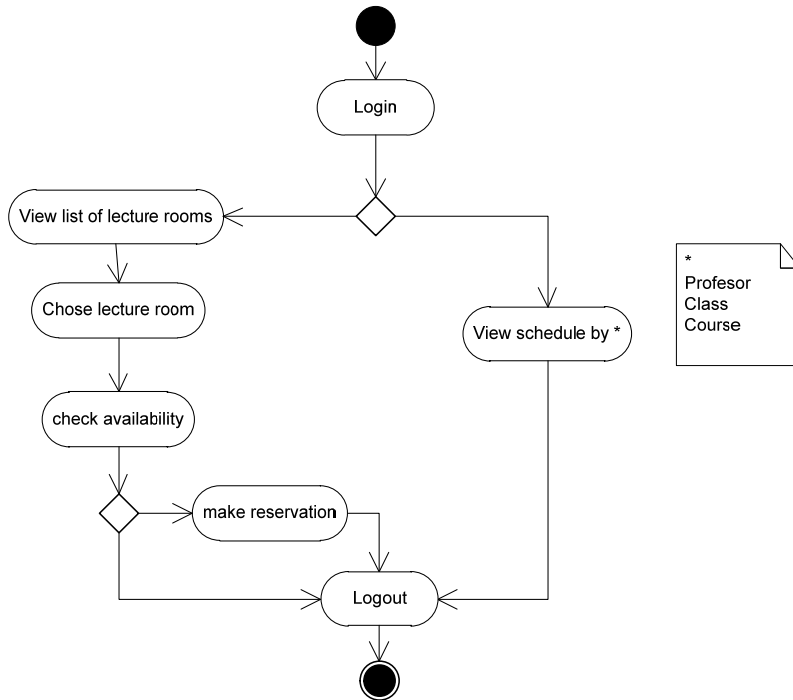 Login
View list of lecture rooms
Chose lecture room
View schedule by *
*
Profesor
Class
Course
check availability
make reservation
Logout